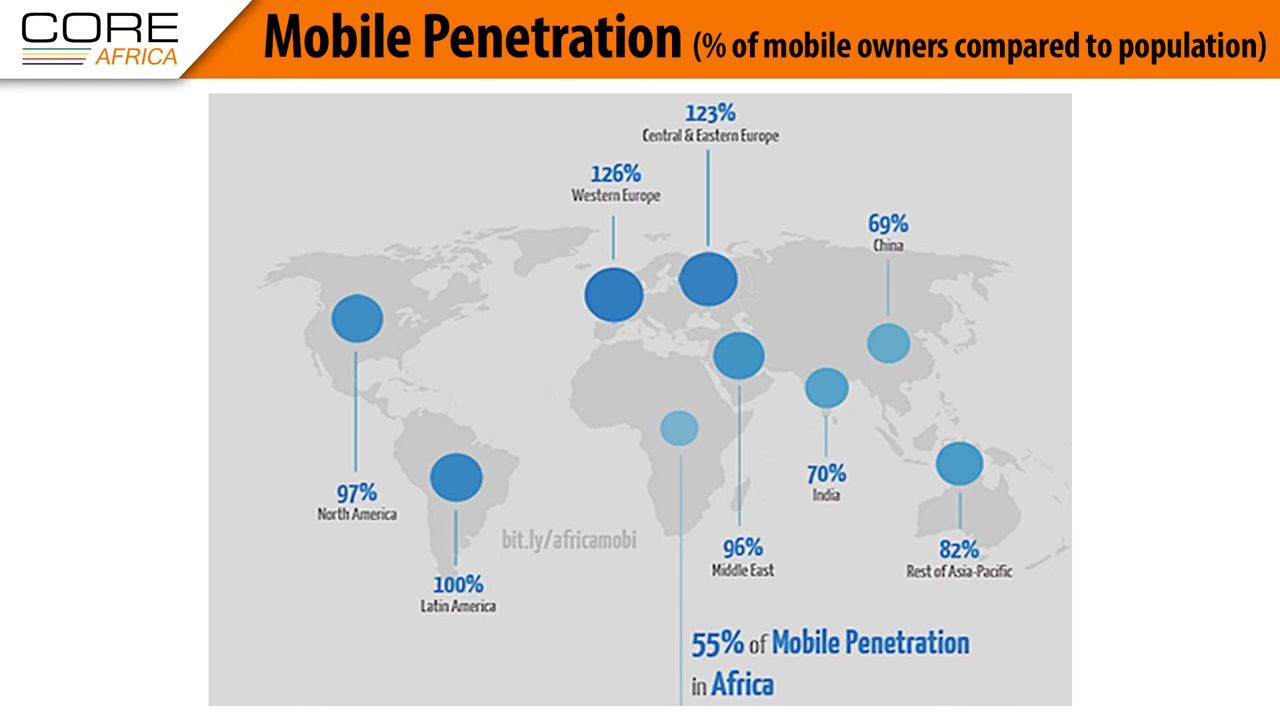 CORE
AFRICA
Mobile Penetration (% of mobile owners compared to population)
123%
Central & Eastern Europe
126%
Western Europe
69%
China
97%
North America
100%
Latin America
bit.ly/africamobi
96%
Middle East
70%
India
82%
Rest of Asia-Pacific
55% of Mobile Penetration
in Africa